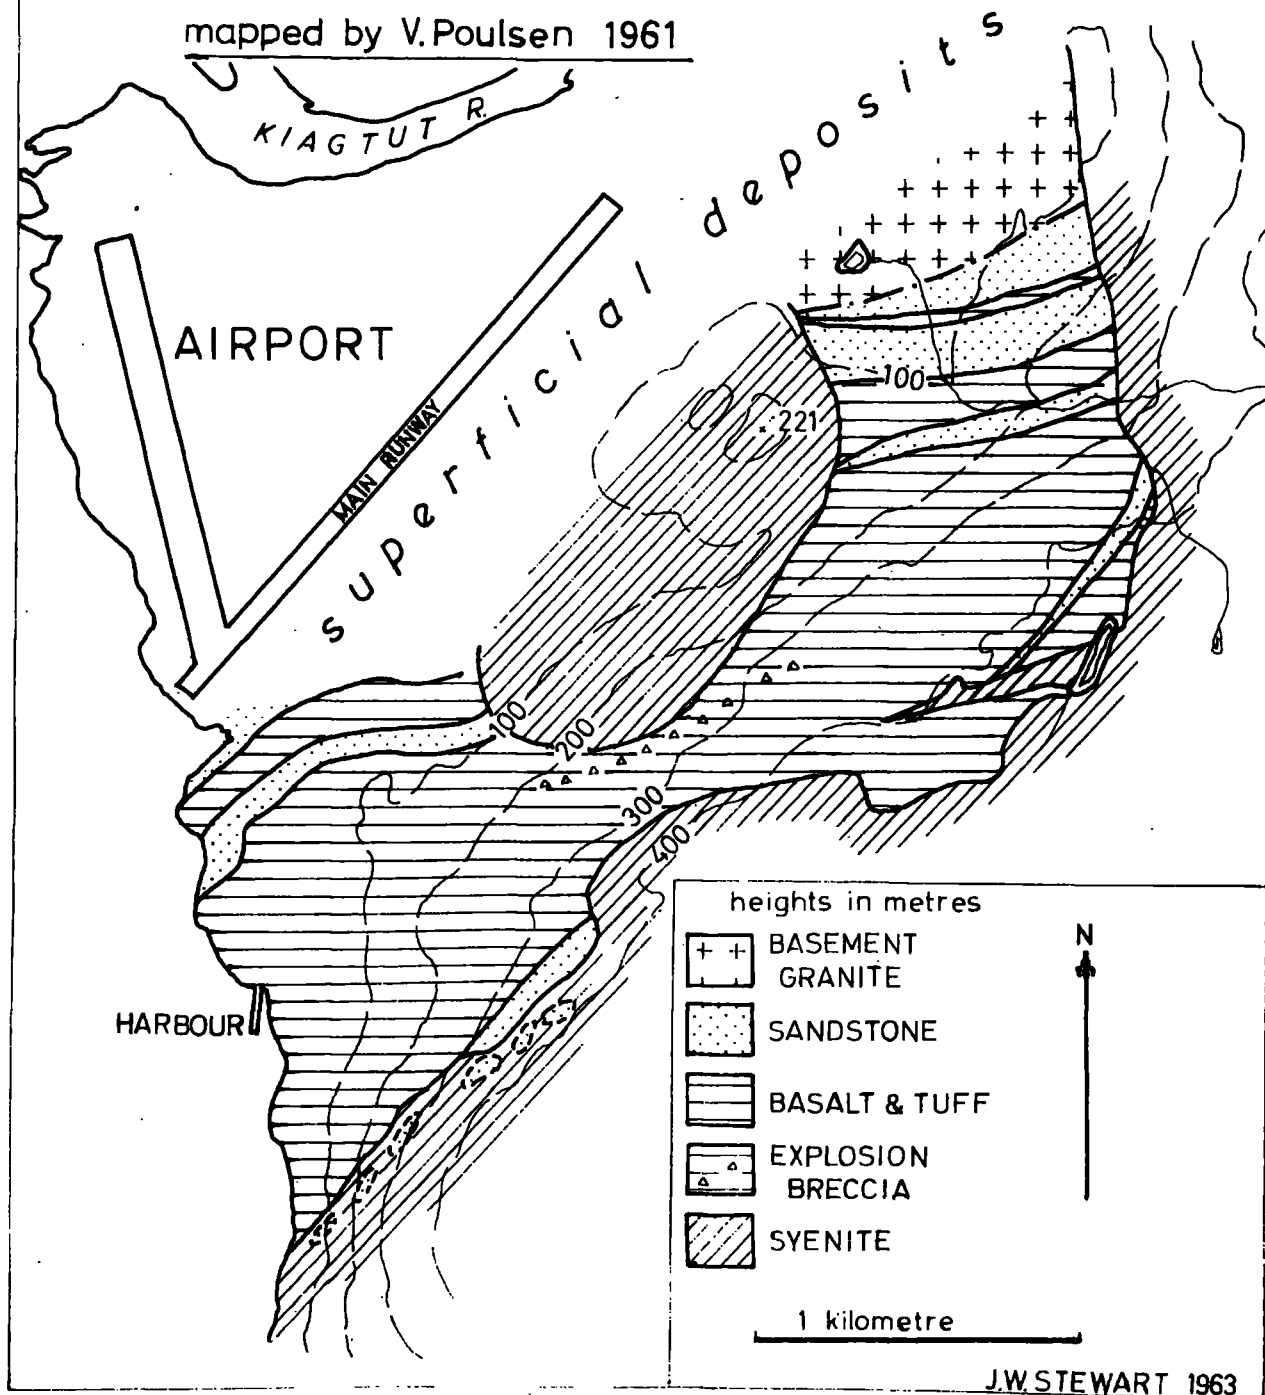 mapped by V.Poulsen 1961
KIAGTUT R.
superficial deposits
AIRPORT
MAIN RUNWAY
221
100
100
200
300
400
HARBOUR
heights in metres
BASEMENT
GRANITE
SANDSTONE
BASALT & TUFF
EXPLOSION
BRECCIA
SYENITE
N
1 kilometre
J.W.STEWART 1963